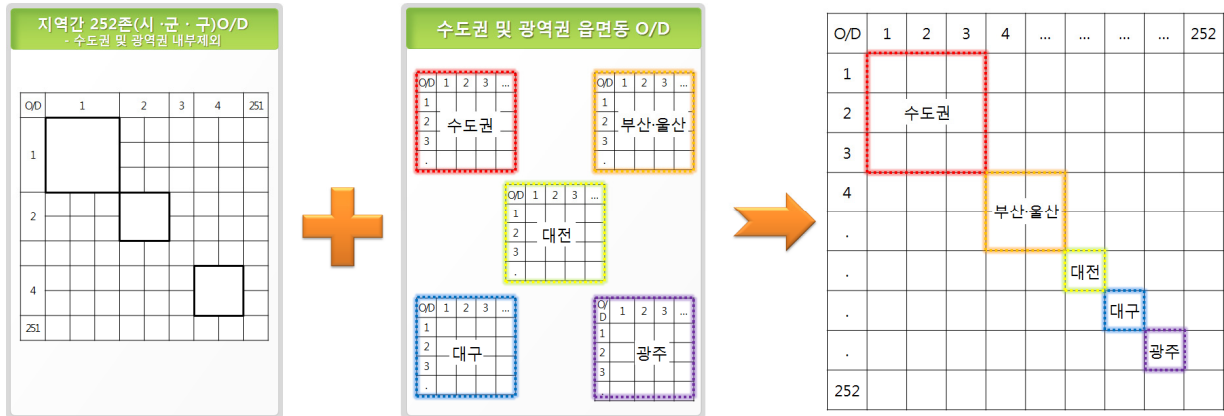 지역간 252존(시 ·군 · 구)O/D
- 수도권 및 광역권 내부제외
O/D 1 2 3 4 251
1
2
4
251
수도권 및 광역권 읍면동 O/D
O/D 1 2 3 ...
1
2
3
.
수도권
O/D 1 2 3 ...
1
2
3
.
부산·울산
O/D 1 2 3 ...
1
2
3
.
대전
O/D 1 2 3 ...
1
2
3
.
대구
O/
D 1 2 3 ...
1
2
3
.
광주
O/D 1 2 3 4 ... ... ... ... 252
1
2 수도권
3
4
부산·울산
.
. 대전
. 대구
. 광주
252